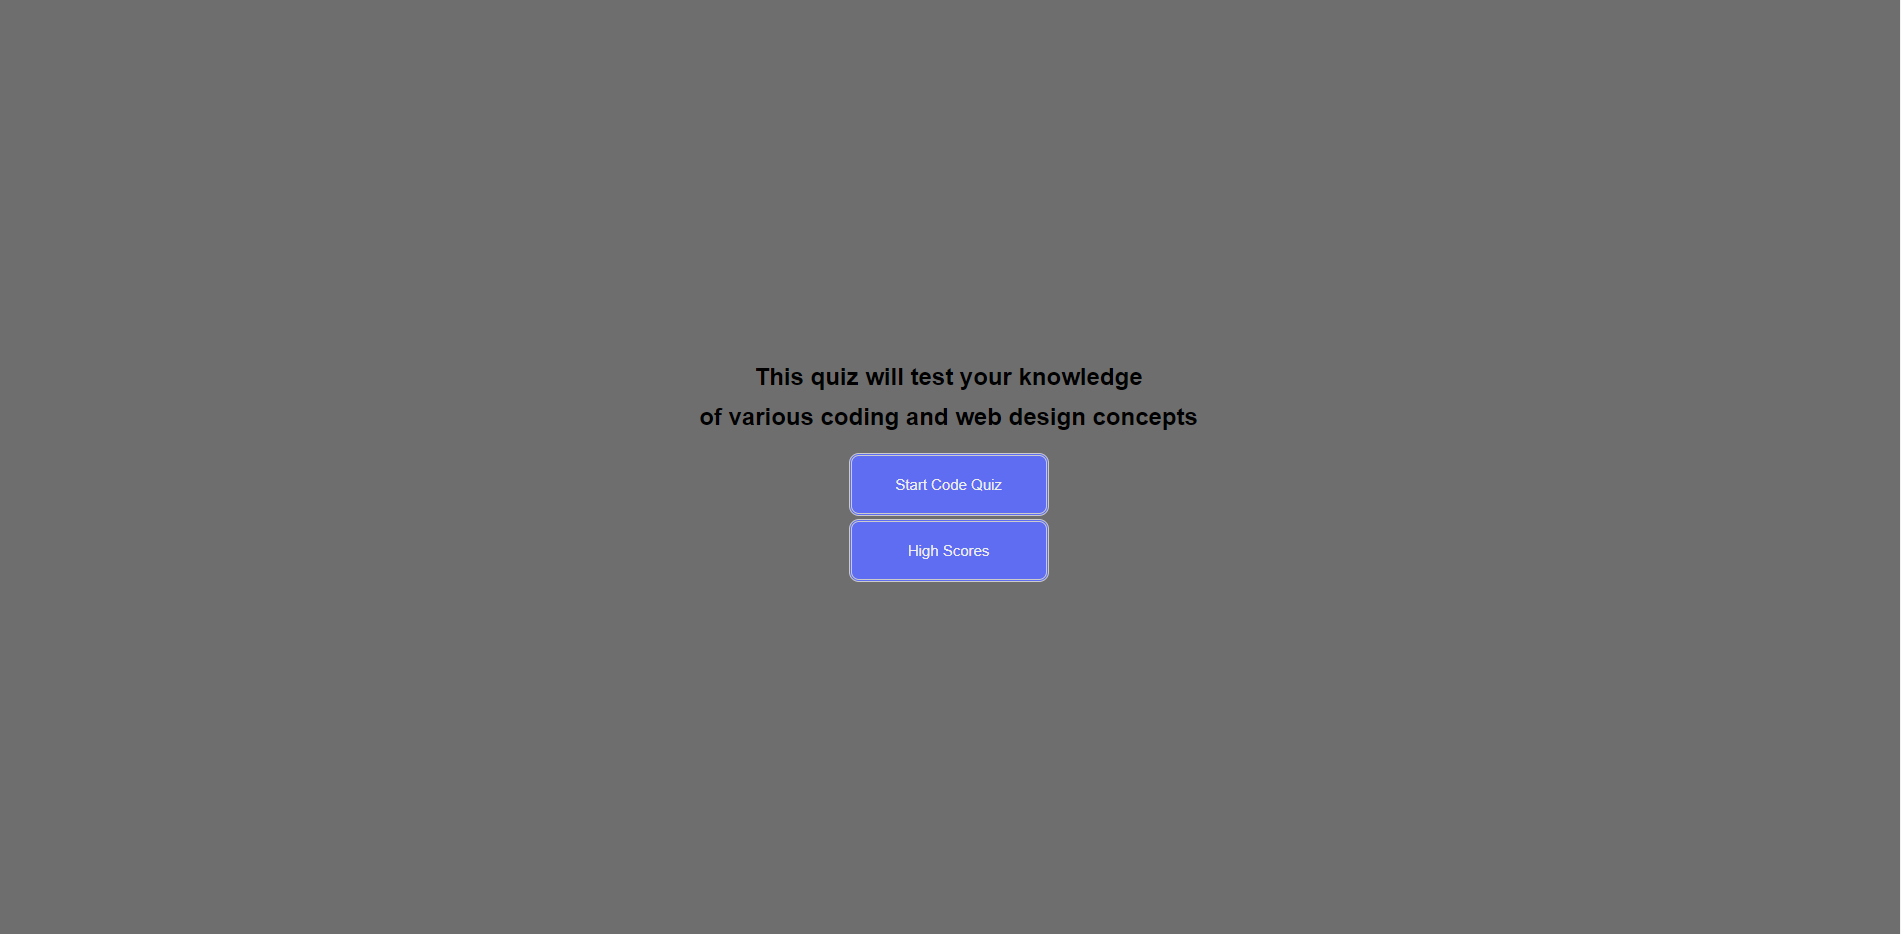 This quiz will test your knowledge
of various coding and web design concepts
Start Code Quiz
High Scores